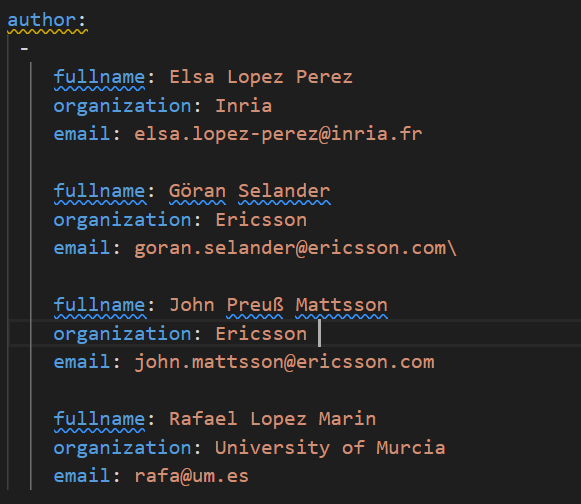 author:
-
fullname: Elsa Lopez Perez
organization: Inria
email: elsa.lopez-perez@inria.fr
fullname: Göran Selander
organization: Ericsson
email: goran.selander@ericsson.com\
fullname: John Preuß Mattsson
organization: Ericsson
email: john.mattsson@ericsson.com
fullname: Rafael Lopez Marin
organization: University of Murcia
email: rafa@um.es